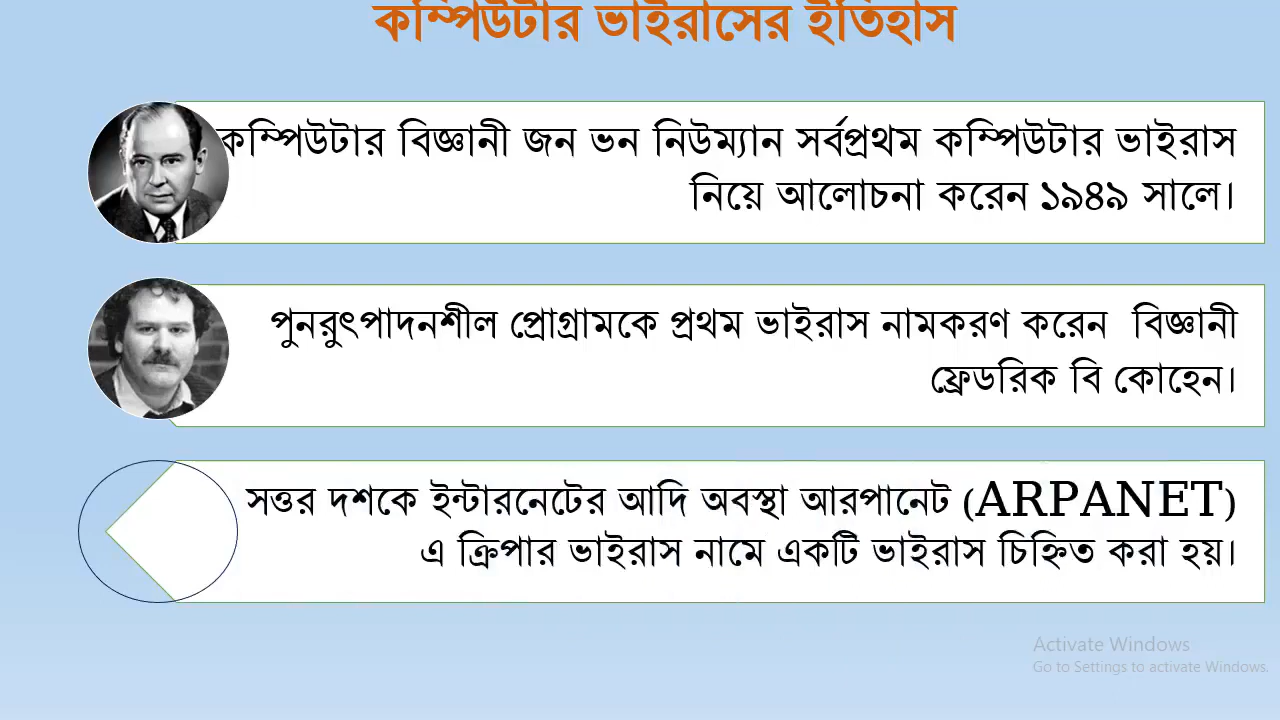 কম্পিউটার ভাইরাসের ইতিহাস
কম্পিউটার বিজ্ঞানী জন ভন নিউম্যান সর্বপ্রথম কম্পিউটার ভাইরাস
নিয়ে আলোচনা করেন ১৯৪৯ সালে।
পুনরুৎপাদনশীল প্রোগ্রামকে প্রথম ভাইরাস নামকরণ করেন বিজ্ঞানী
ফ্রেডরিক বি কোহেন।
সত্তর দশকে ইন্টারনেটের আদি অবস্থা আরপানেট (ARPANET)
এ ক্রিপার ভাইরাস নামে একটি ভাইরাস চিহ্নিত করা হয়।
Activate Windows
Go to Settings to activate Windows.